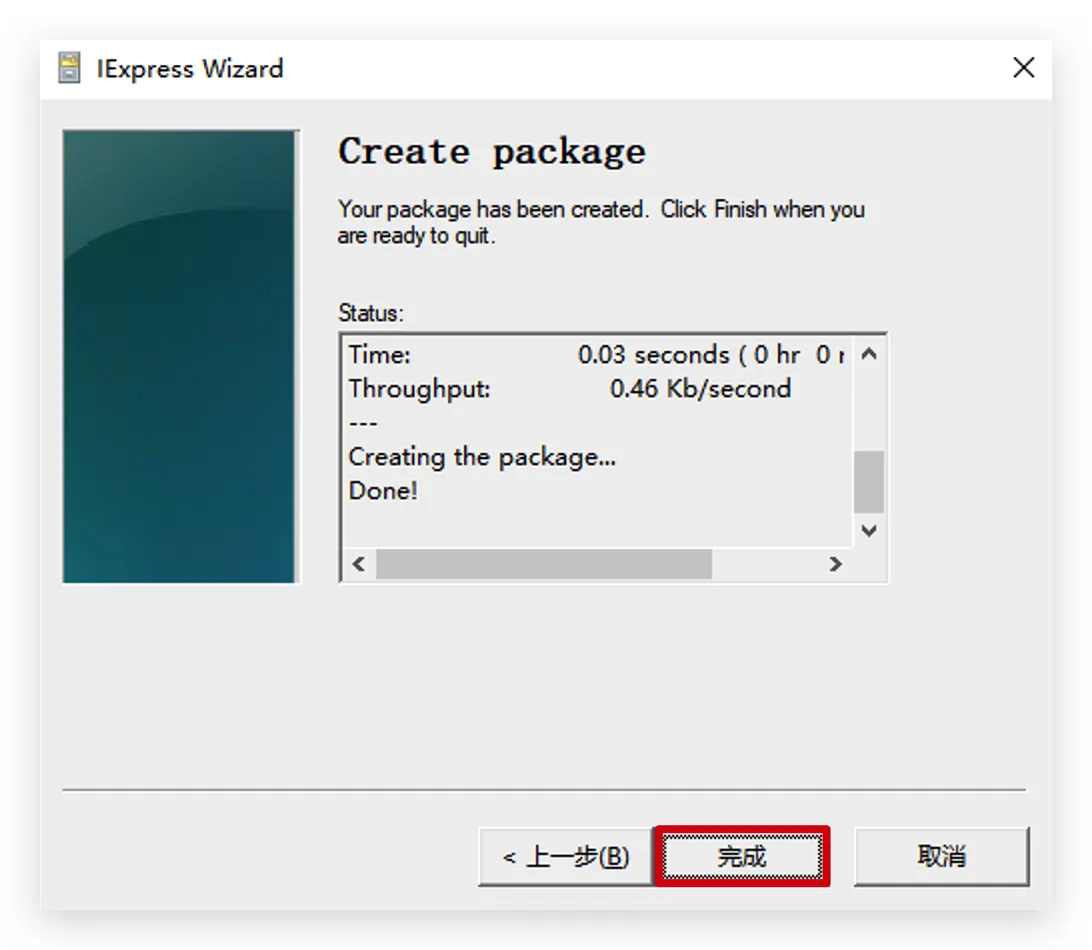 IExpress Wizard
Create package
Your package has been created.  Click Finish when you
are ready to quit.
Status:
Time:                     0.03 seconds ( 0 hr  0
Throughput:               0.46 Kb/second
---
Creating the package...
Done!
< 上一步(B)
完成
取消